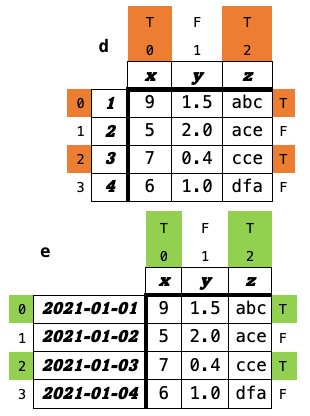 T F T
d 0 1 2
x y z
0 1 9 1.5 abc T
1 2 5 2.0 ace F
2 3 7 0.4 cce T
3 4 6 1.0 dfa F
T F T
e 0 1 2
x y z
0 2021-01-01 9 1.5 abc T
1 2021-01-02 5 2.0 ace F
2 2021-01-03 7 0.4 cce T
3 2021-01-04 6 1.0 dfa F